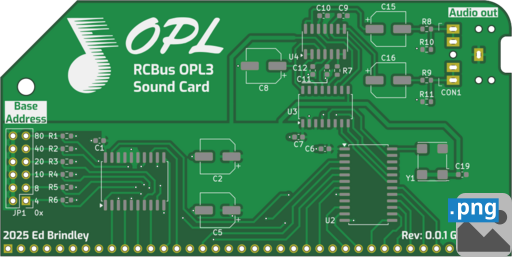 OPL
RCBus OPL3
Sound Card
Audio out
C10 C9
C15
R8
R10
U4
C12
C11
R7
C8
C16
R9
R11
CON1
U3
C7
C6
C1
C2
C5
U2
Y1
C19
Base
Address
80 R1
40 R2
20 R3
10 R4
8 R5
4 R6
JP1 0x
2025 Ed Brindley
Rev: 0.0.1 G
.png